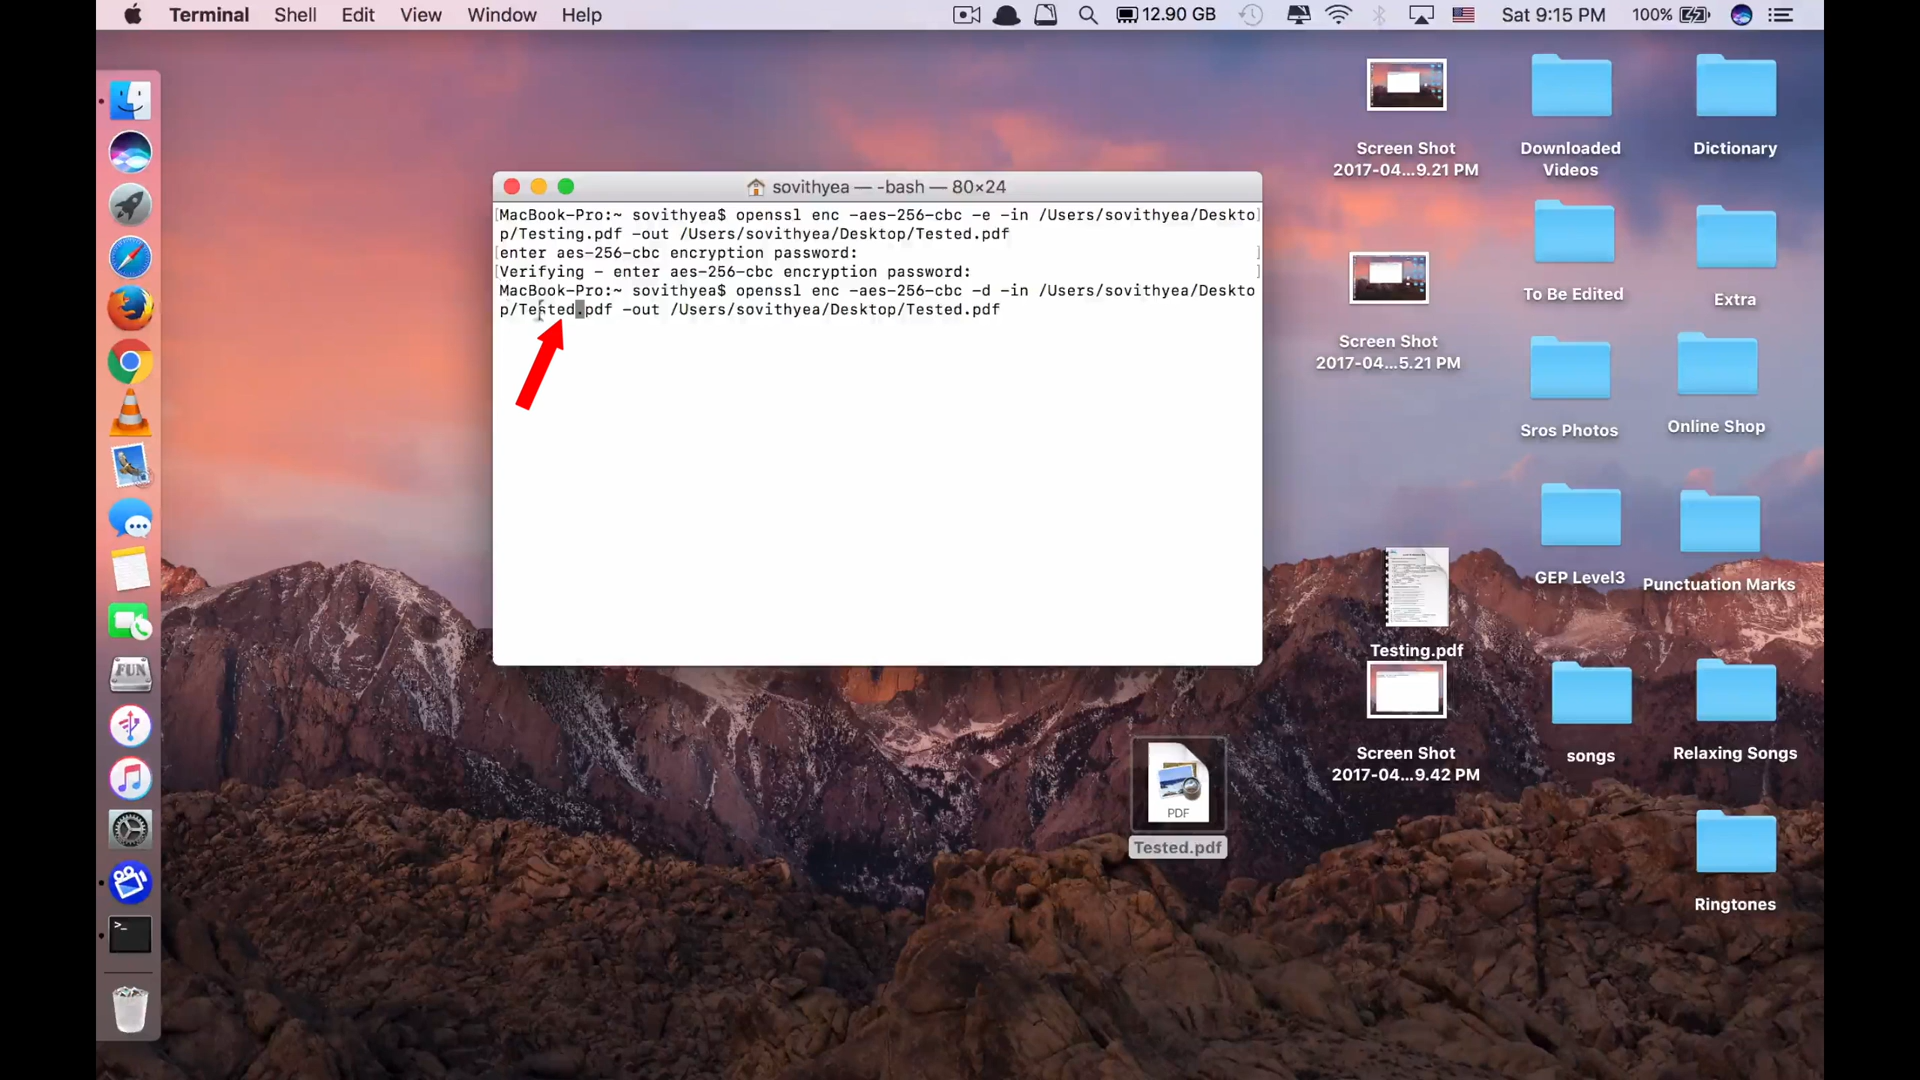 Terminal Shell Edit View Window Help 12.90 GB Sat 9:15 PM 100%
sovithyea — -bash — 80×24
[MacBook-Pro:~ sovithyea$ openssl enc -aes-256-cbc -e -in /Users/sovithyea/Deskto]
p/Testing.pdf -out /Users/sovithyea/Desktop/Tested.pdf
[enter aes-256-cbc encryption password: ]
[Verifying - enter aes-256-cbc encryption password: ]
MacBook-Pro:~ sovithyea$ openssl enc -aes-256-cbc -d -in /Users/sovithyea/Deskto
p/Tested.pdf -out /Users/sovithyea/Desktop/Tested.pdf
Screen Shot
2017-04...9.21 PM
Downloaded
Videos
Dictionary
Screen Shot
2017-04...5.21 PM
To Be Edited
Extra
Sros Photos
Online Shop
GEP Level3
Punctuation Marks
Testing.pdf
Screen Shot
2017-04...9.42 PM
songs
Relaxing Songs
PDF
Tested.pdf
Ringtones
FUN
>_